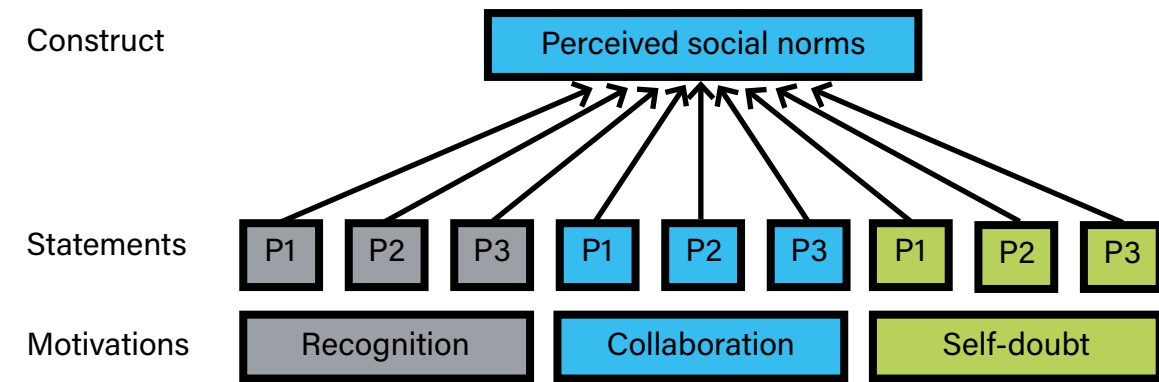 Construct
Perceived social norms
Statements
P1 P2 P3 P1 P2 P3 P1 P2 P3
Motivations
Recognition Collaboration Self-doubt